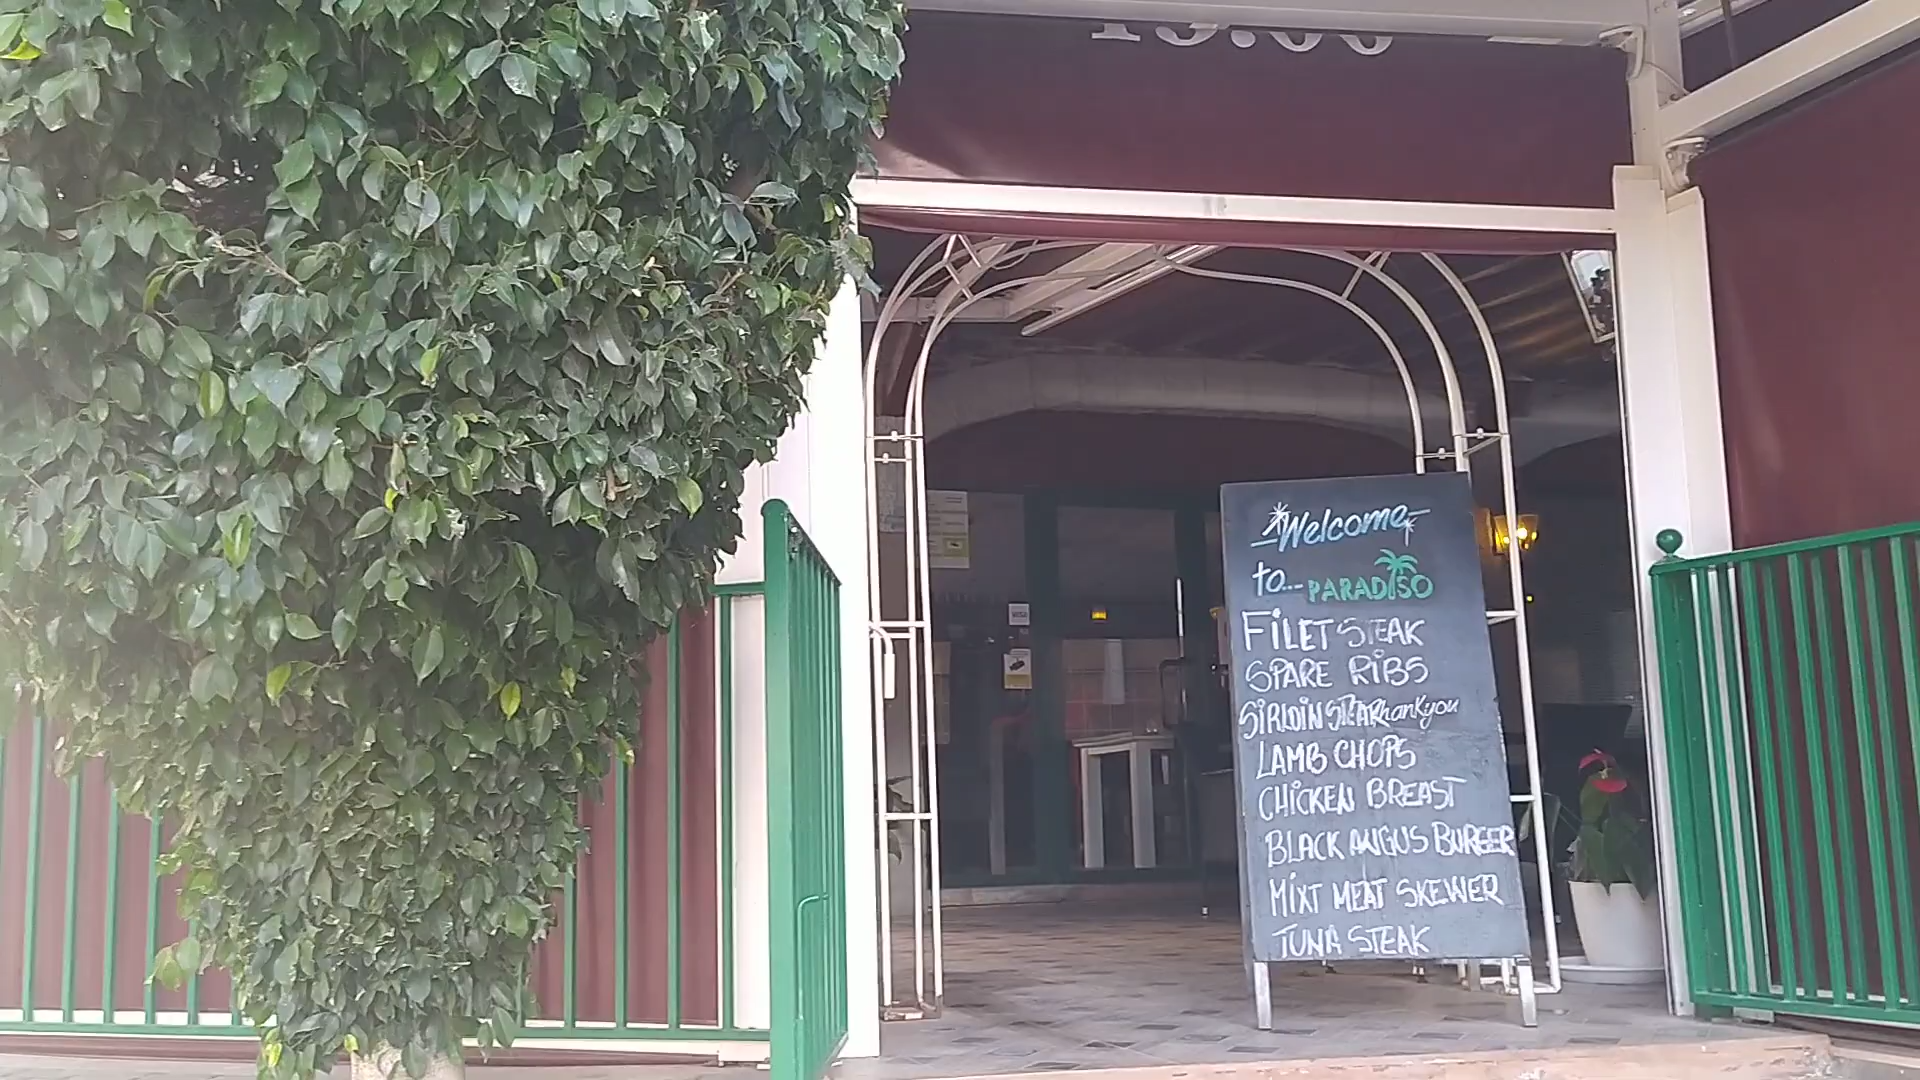 Welcome
to... PARADISO
FILET STEAK
SPARE RIBS
SIRLOIN STEAK thank you
LAMB CHOPS
CHICKEN BREAST
BLACK ANGUS BURGER
MIXT MEAT SKEWER
TUNA STEAK